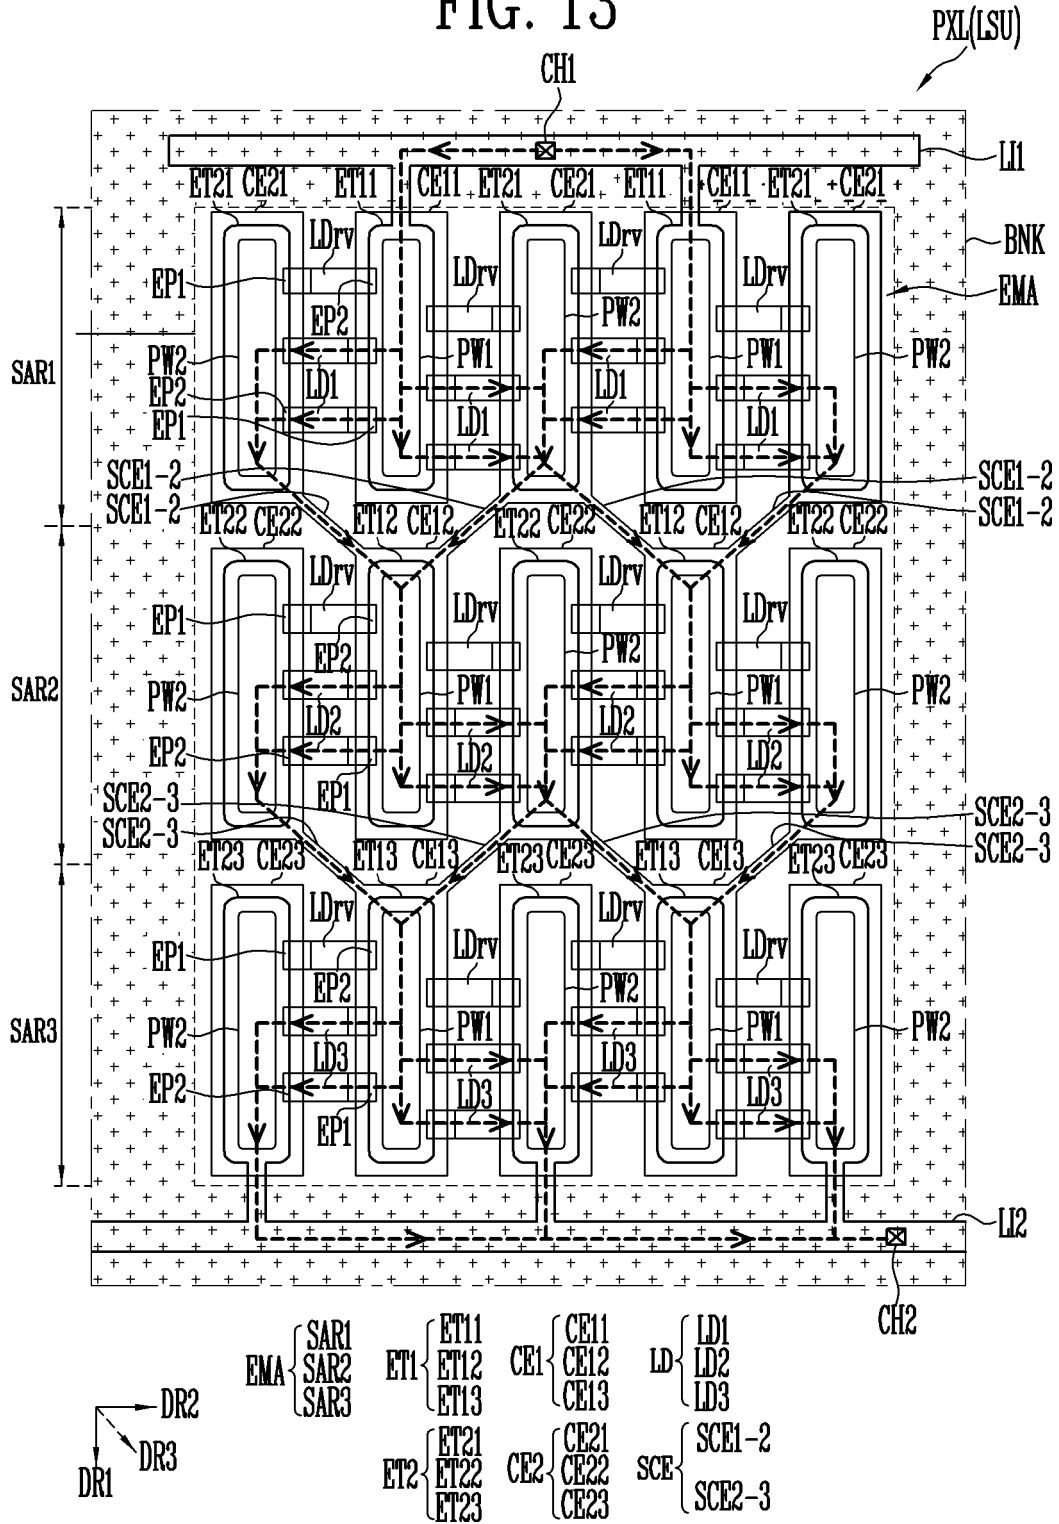 FIG. 13
PXL(LSU)
CH1
LI1
ET21 CE21 ET11 CE11 ET21 CE21 ET11 CE11 ET21 CE21
BNK
LDrv LDrv
EP1 LDrv LDrv EMA
EP2 PW2
PW2 PW1 PW1 PW2
SAR1
EP2 LD1 LD1
EP1 LD1 LD1
SCE1-2 SCE1-2
SCE1-2 SCE1-2
ET22 CE22 ET12 CE12 ET22 CE22 ET12 CE12 ET22 CE22
LDrv LDrv
EP1 LDrv LDrv
EP2 PW2
SAR2 PW2 PW1 PW1 PW2
LD2 LD2
EP2 LD2 LD2
SCE2-3 EP1 SCE2-3
SCE2-3 SCE2-3
ET23 CE23 ET13 CE13 ET23 CE23 ET13 CE13 ET23 CE23
LDrv LDrv
EP1 LDrv LDrv
EP2 PW2
SAR3 PW2 PW1 PW1 PW2
LD3 LD3
EP2 LD3 LD3
EP1
LI2
CH2
EMA SAR1 SAR2 SAR3
ET1 ET11 ET12 ET13
CE1 CE11 CE12 CE13
LD LD1 LD2 LD3
DR2
DR3
DR1
ET2 ET21 ET22 ET23
CE2 CE21 CE22 CE23
SCE SCE1-2 SCE2-3